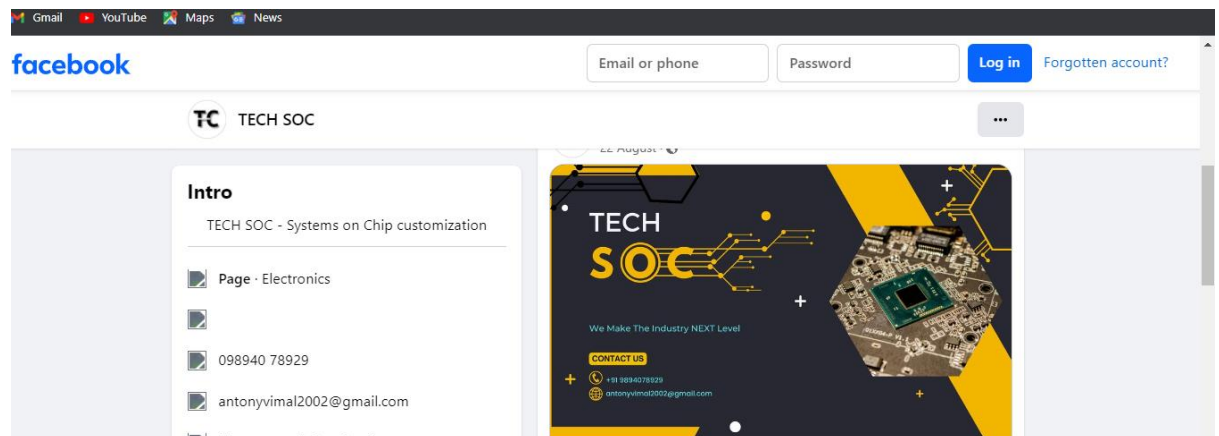 Gmail YouTube Maps News
facebook
Email or phone
Password
Log in
Forgotten account?
TC TECH SOC
22 August
Intro
TECH SOC - Systems on Chip customization
Page · Electronics
098940 78929
antonyvimal2002@gmail.com
TECH
SOC
We Make The Industry NEXT Level
CONTACT US
+91 9894078929
antonyvimal2002@gmail.com